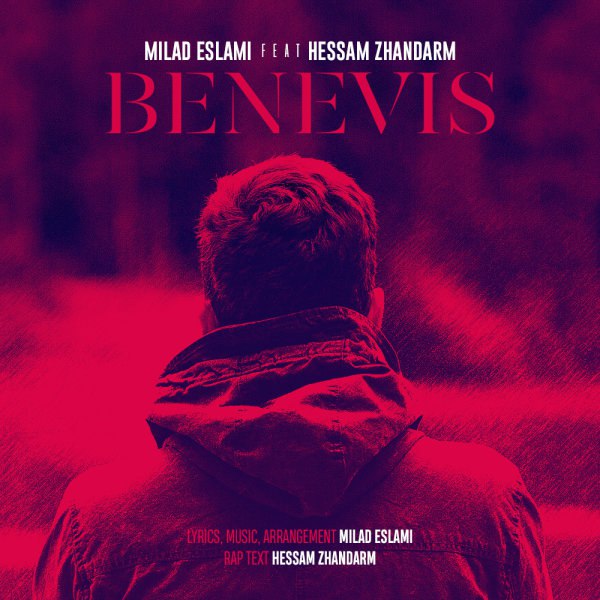 MILAD ESLAMI FEAT HESSAM ZHANDARM
BENEVIS
LYRICS, MUSIC, ARRANGEMENT MILAD ESLAMI
RAP TEXT HESSAM ZHANDARM